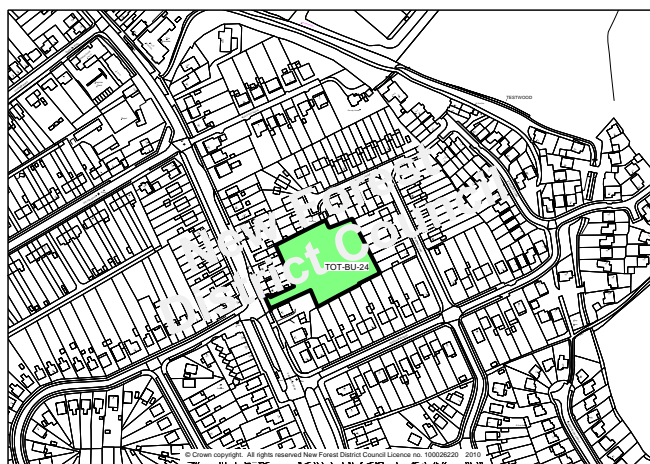 TESTWOOD
New Forest
District Council
TOT-BU-24
© Crown copyright. All rights reserved New Forest District Council Licence no. 100026220 2010